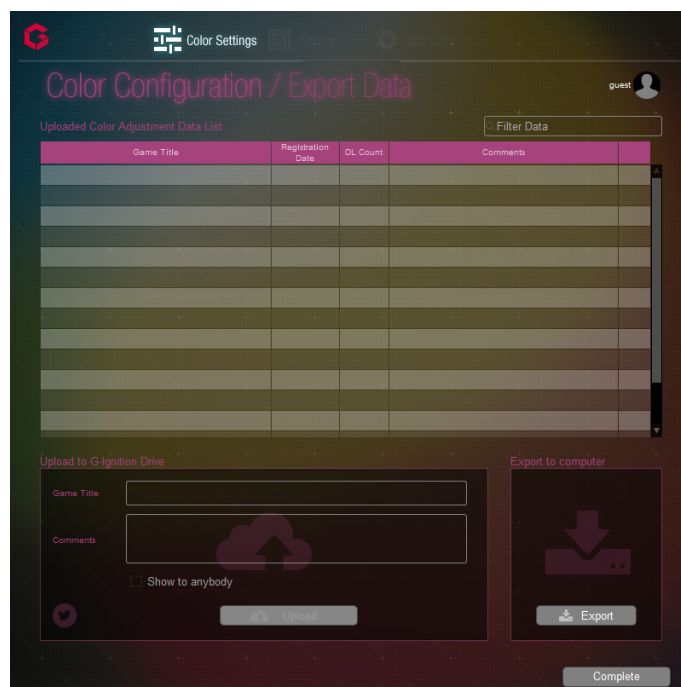 Color Settings
Color Configuration / Export Data
guest
Uploaded Color Adjustment Data List
Filter Data
Game Title
Registration
Date
DL Count
Comments
Upload to G-Ignition Drive
Export to computer
Game Title
Comments
Show to anybody
Upload
Export
Complete